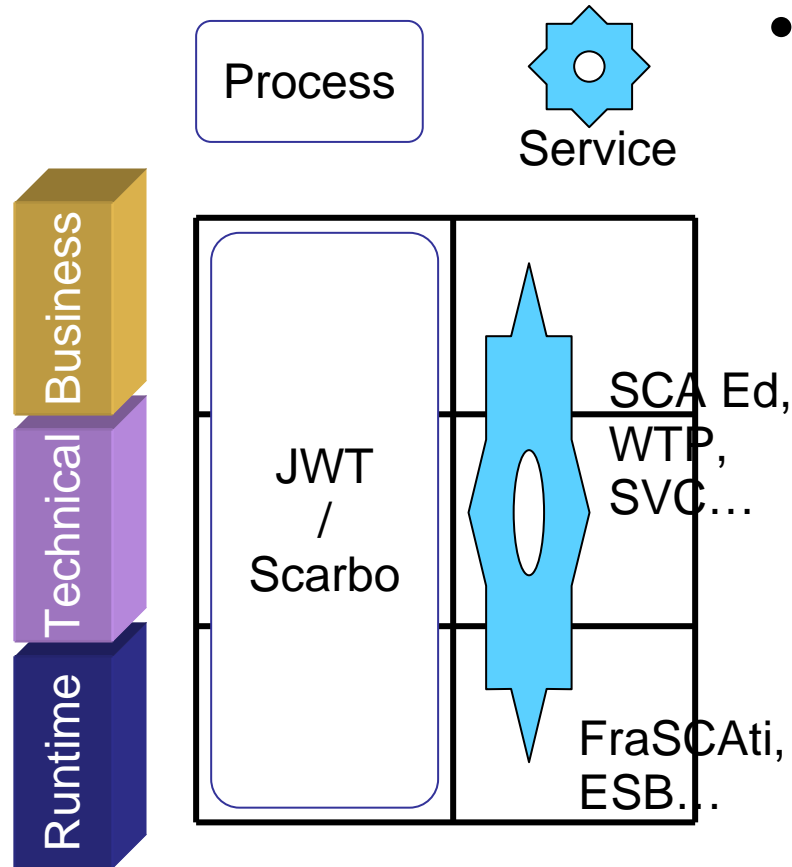 •
Process
Service
Business
Technical
Runtime
JWT
/
Scarbo
SCA Ed,
WTP,
SVC…
FraSCAti,
ESB…